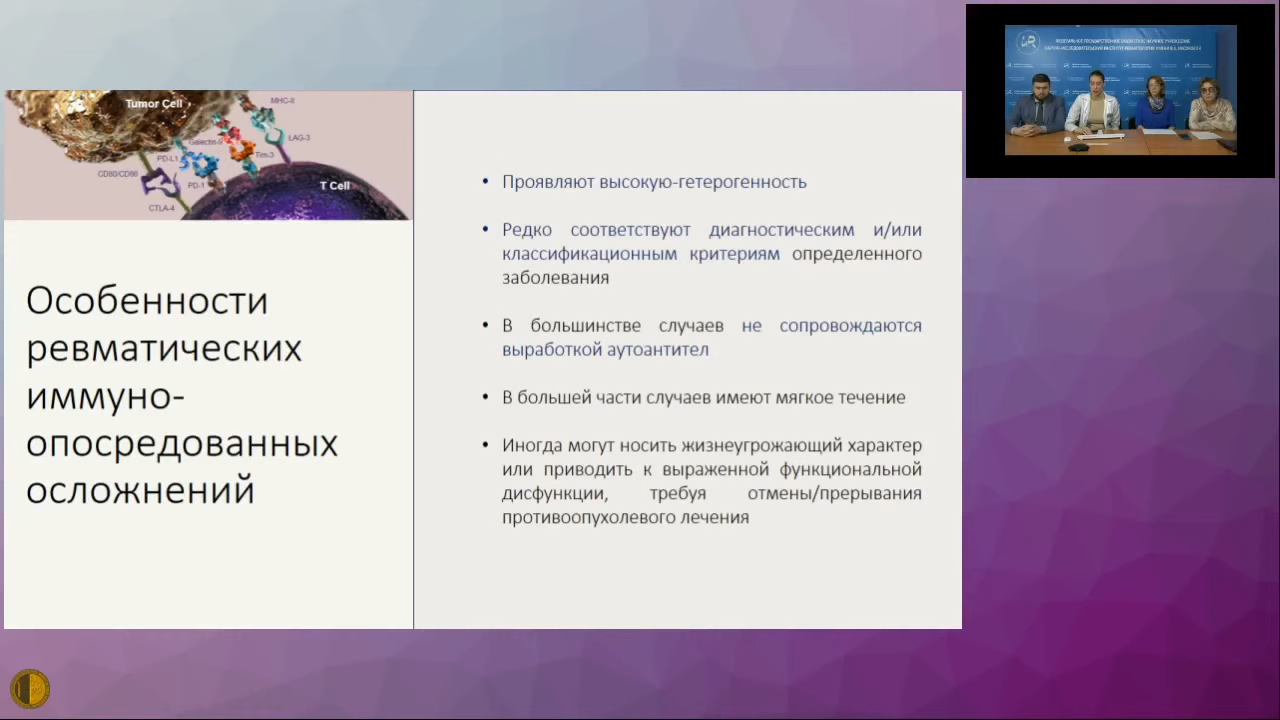 Tumor Cell
MHC-II
LAG-3
Galectin-9
Tim-3
PD-L1
CD80/CD86
PD-1
T Cell
CTLA-4
Особенности
ревматических
иммуно-
опосредованных
осложнений
• Проявляют высокую-гетерогенность
• Редко соответствуют диагностическим и/или
классификационным критериям определенного
заболевания
• В большинстве случаев не сопровождаются
выработкой аутоантител
• В большей части случаев имеют мягкое течение
• Иногда могут носить жизнеугрожающий характер
или приводить к выраженной функциональной
дисфункции, требуя отмены/прерывания
противоопухолевого лечения